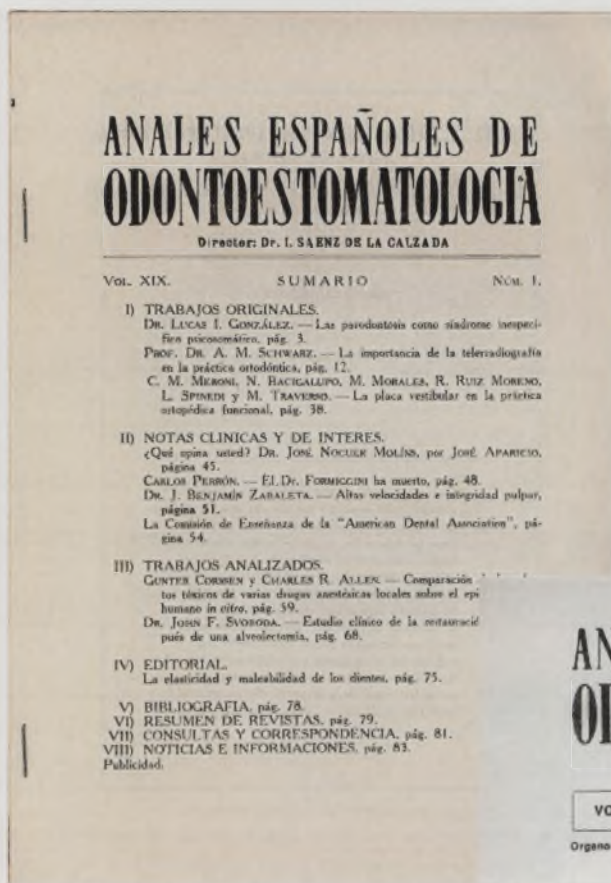 ANALES ESPAÑOLES DE
ODONTOESTOMATOLOGIA
Director: Dr. I. SAENZ DE LA CALZADA
VOL. XIX. SUMARIO NÚM. 1.
I) TRABAJOS ORIGINALES.
DR. LUCAS I. GONZÁLEZ. — Las parodontosis como síndrome inespecí-
fico psicosomático, pág. 3.
PROF. DR. A. M. SCHWARZ. — La importancia de la telerradiografía
en la práctica ortodóntica, pág. 12.
C. M. MERONI, N. BACIGALUPO, M. MORALES, R. RUIZ MORENO,
L. SPINEDI y M. TRAVERSO. — La placa vestibular en la práctica
ortopédica funcional, pág. 38.
II) NOTAS CLINICAS Y DE INTERES.
¿Qué opina usted? DR. JOSÉ NOGUER MOLÍNS, por JOSÉ APARICIO,
página 45.
CARLOS PERRÓN. — El Dr. FORMIGGINI ha muerto, pág. 48.
DR. J. BENJAMÍN ZABALETA. — Altas velocidades e integridad pulpar,
página 51.
La Comisión de Enseñanza de la "American Dental Association", pá-
gina 54.
III) TRABAJOS ANALIZADOS.
GUNTER CORSSEN y CHARLES R. ALLEN. — Comparación
tos tóxicos de varias drogas anestésicas locales sobre el epi
humano in vitro, pág. 59.
DR. JOHN F. SVOBODA. — Estudio clínico de la restauració
pués de una alveolectomía, pág. 68.
IV) EDITORIAL.
La elasticidad y maleabilidad de los dientes, pág. 75.
V) BIBLIOGRAFIA, pág. 78.
VI) RESUMEN DE REVISTAS, pág. 79.
VII) CONSULTAS Y CORRESPONDENCIA, pág. 81.
VIII) NOTICIAS E INFORMACIONES, pág. 83.
Publicidad.
AN
OD
VO
Organo